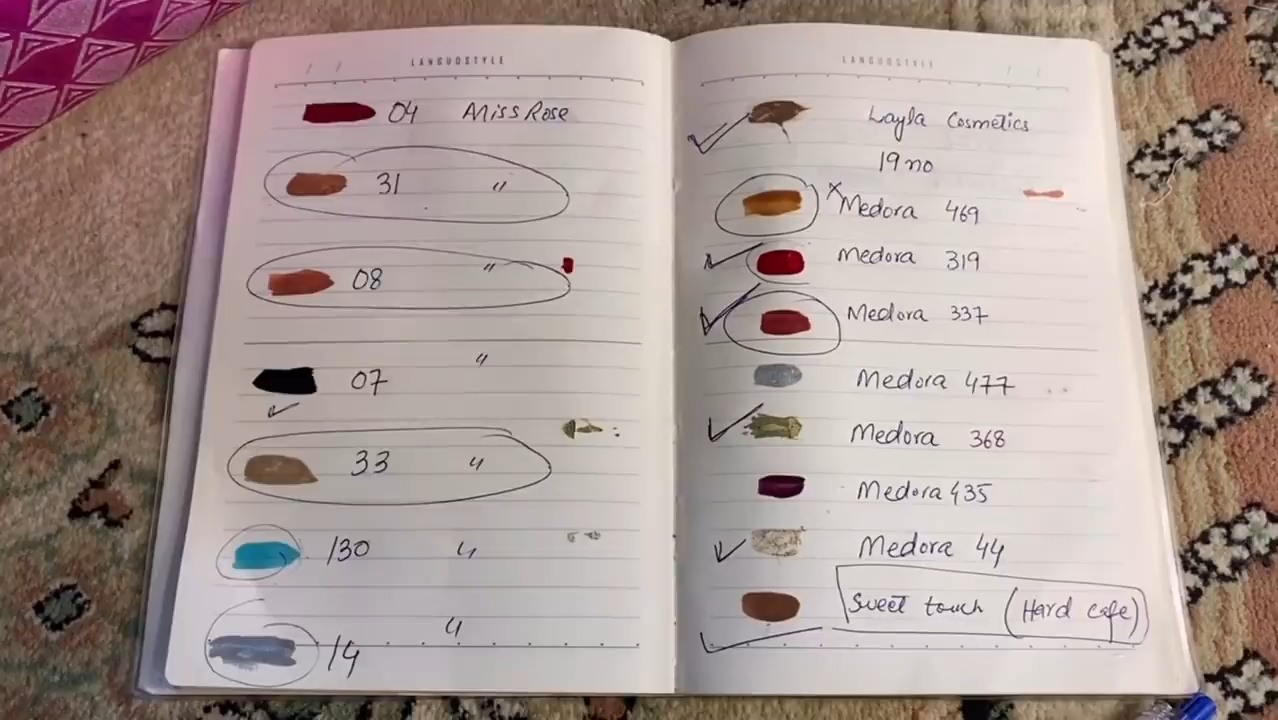 LANGUOSTYLE
04 Miss Rose
31 "
08 "
07 "
33 "
130 "
14 "
LANGUOSTYLE
Layla Cosmetics
19 no
Medora 469
Medora 319
Medora 337
Medora 477
Medora 368
Medora 435
Medora 44
Sweet touch (Hard cafe)